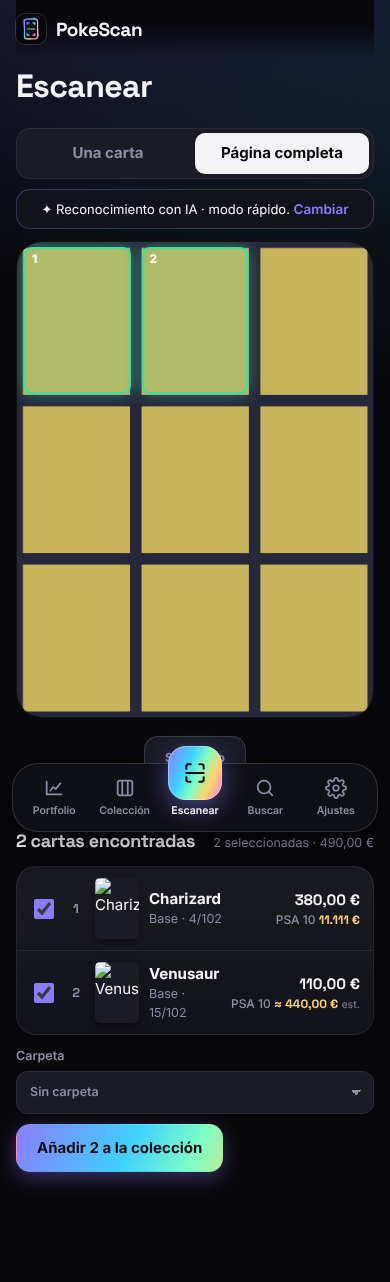 PokeScan
Escanear
Una carta
Página completa
✦ Reconocimiento con IA · modo rápido. Cambiar
1
2
Portfolio
Colección
Escanear
Buscar
Ajustes
2 cartas encontradas
2 seleccionadas · 490,00 €
1
Chariz
Charizard
Base · 4/102
380,00 €
PSA 10 11.111 €
2
Venus
Venusaur
Base ·
15/102
110,00 €
PSA 10 ≈ 440,00 € est.
Carpeta
Sin carpeta
Añadir 2 a la colección